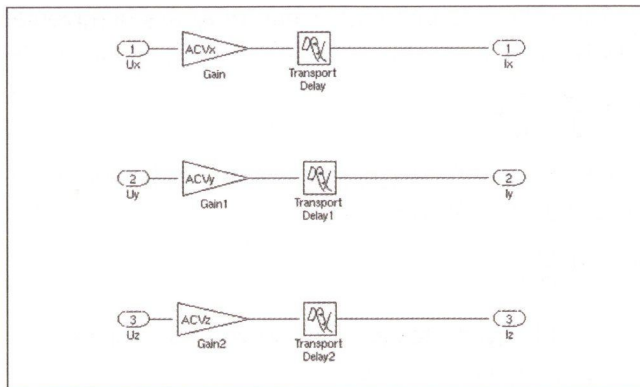 1 ACVx 1
Ux Gain Transport Delay Ix
2 ACVy 2
Uy Gain1 Transport Delay1 Iy
3 ACVz 3
Uz Gain2 Transport Delay2 Iz